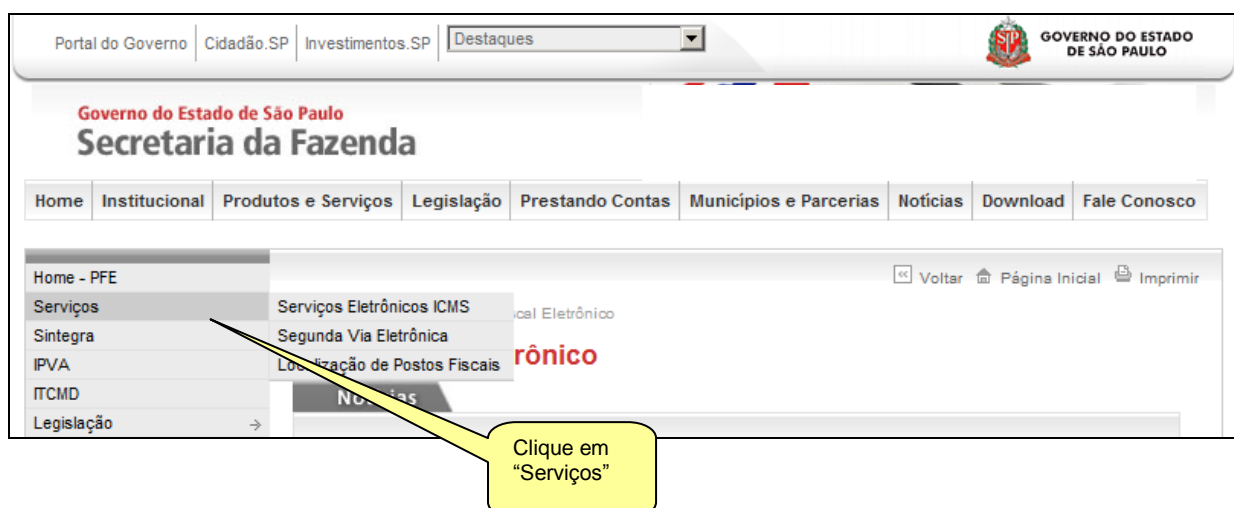 Portal do Governo Cidadão.SP Investimentos.SP Destaques
GOVERNO DO ESTADO
DE SÃO PAULO
Governo do Estado de São Paulo
Secretaria da Fazenda
Home Institucional Produtos e Serviços Legislação Prestando Contas Municípios e Parcerias Notícias Download Fale Conosco
Home - PFE
Voltar Página Inicial Imprimir
Serviços
Serviços Eletrônicos ICMS
cal Eletrônico
Sintegra
Segunda Via Eletrônica
rônico
IPVA
Localização de Postos Fiscais
ITCMD
Notícias
Legislação
Clique em
“Serviços”